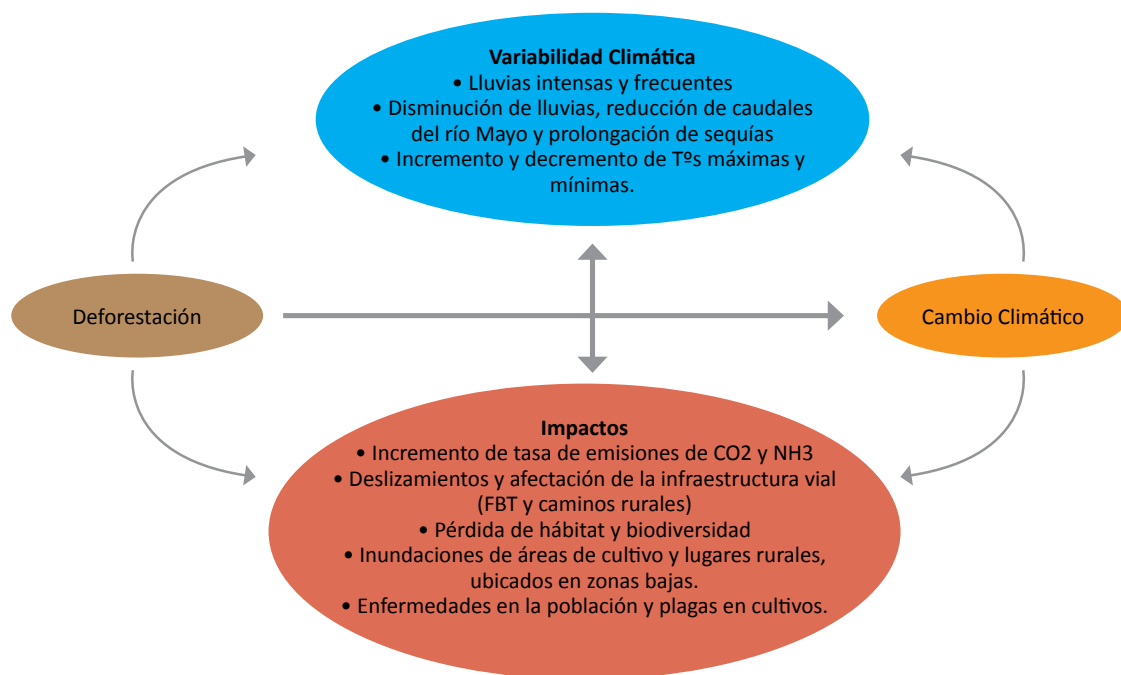 Variabilidad Climática
• Lluvias intensas y frecuentes
• Disminución de lluvias, reducción de caudales
del río Mayo y prolongación de sequías
• Incremento y decremento de Tºs máximas y
mínimas.
Deforestación
Cambio Climático
Impactos
• Incremento de tasa de emisiones de CO2 y NH3
• Deslizamientos y afectación de la infraestructura vial
(FBT y caminos rurales)
• Pérdida de hábitat y biodiversidad
• Inundaciones de áreas de cultivo y lugares rurales,
ubicados en zonas bajas.
• Enfermedades en la población y plagas en cultivos.